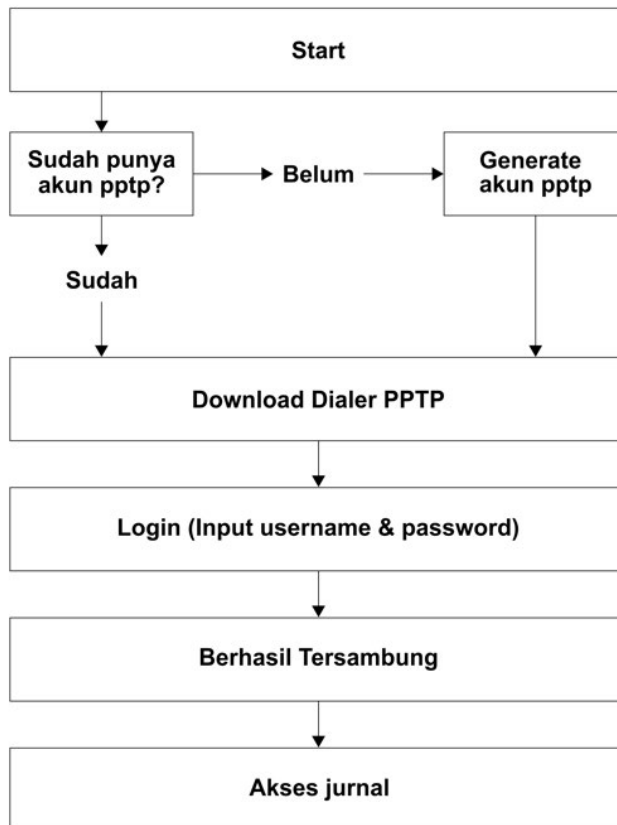 Start
Sudah punya
akun pptp?
Belum
Generate
akun pptp
Sudah
Download Dialer PPTP
Login (Input username & password)
Berhasil Tersambung
Akses jurnal